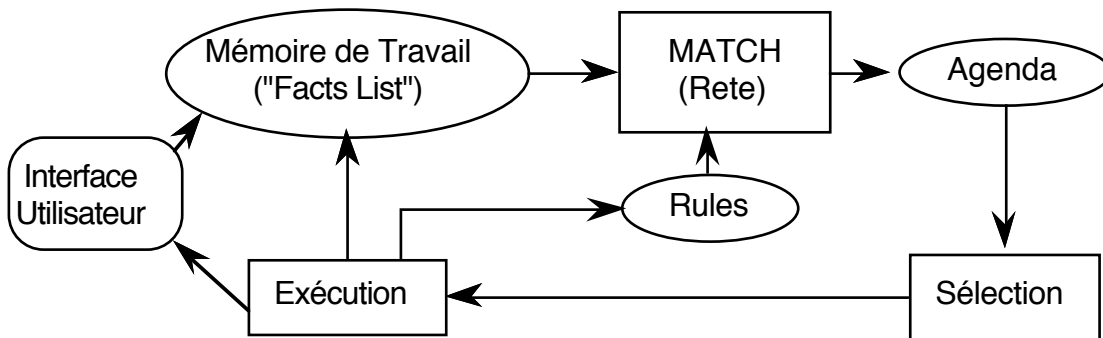 Mémoire de Travail
("Facts List")
MATCH
(Rete)
Agenda
Interface
Utilisateur
Rules
Exécution
Sélection